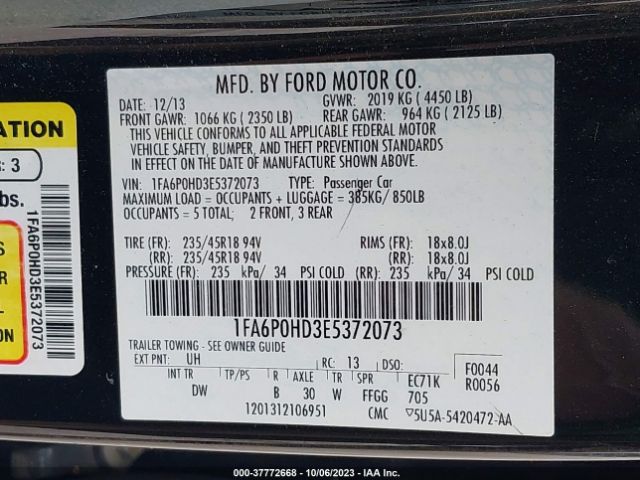 MFD. BY FORD MOTOR CO.
DATE: 12/13 GVWR: 2019 KG ( 4450 LB)
FRONT GAWR: 1066 KG ( 2350 LB) REAR GAWR: 964 KG ( 2125 LB)
THIS VEHICLE CONFORMS TO ALL APPLICABLE FEDERAL MOTOR
VEHICLE SAFETY, BUMPER, AND THEFT PREVENTION STANDARDS
IN EFFECT ON THE DATE OF MANUFACTURE SHOWN ABOVE.
VIN: 1FA6P0HD3E5372073 TYPE: Passenger Car
MAXIMUM LOAD = OCCUPANTS + LUGGAGE = 385KG/ 850LB
OCCUPANTS = 5 TOTAL; 2 FRONT, 3 REAR
TIRE (FR): 235/45R18 94V RIMS (FR): 18x8.0J
(RR): 235/45R18 94V (RR): 18x8.0J
PRESSURE (FR): 235 kPa/ 34 PSI COLD (RR): 235 kPa/ 34 PSI COLD
1FA6P0HD3E5372073
TRAILER TOWING - SEE OWNER GUIDE
EXT PNT: UH RC: 13 DSO: F0044
INT TR TP/PS R AXLE TR SPR EC71K R0056
DW B 30 W FFGG 705
1201312106951 CMC 5U5A-5420472-AA
ATION
: 3
bs.
S
ER
S
ION
1FA6P0HD3E5372073
000-37772668 - 10/06/2023 - IAA Inc.